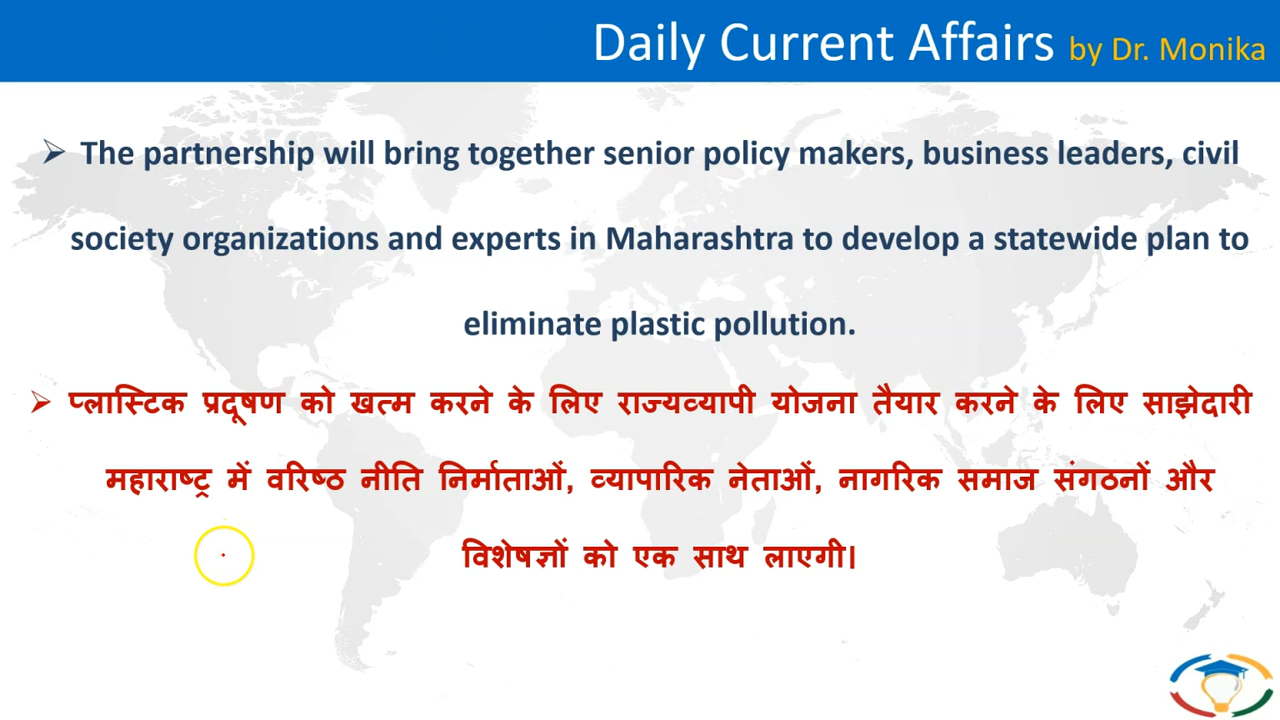 Daily Current Affairs by Dr. Monika
➢ The partnership will bring together senior policy makers, business leaders, civil
society organizations and experts in Maharashtra to develop a statewide plan to
eliminate plastic pollution.
➢ प्लास्टिक प्रदूषण को खत्म करने के लिए राज्यव्यापी योजना तैयार करने के लिए साझेदारी
महाराष्ट्र में वरिष्ठ नीति निर्माताओं, व्यापारिक नेताओं, नागरिक समाज संगठनों और
विशेषज्ञों को एक साथ लाएगी।